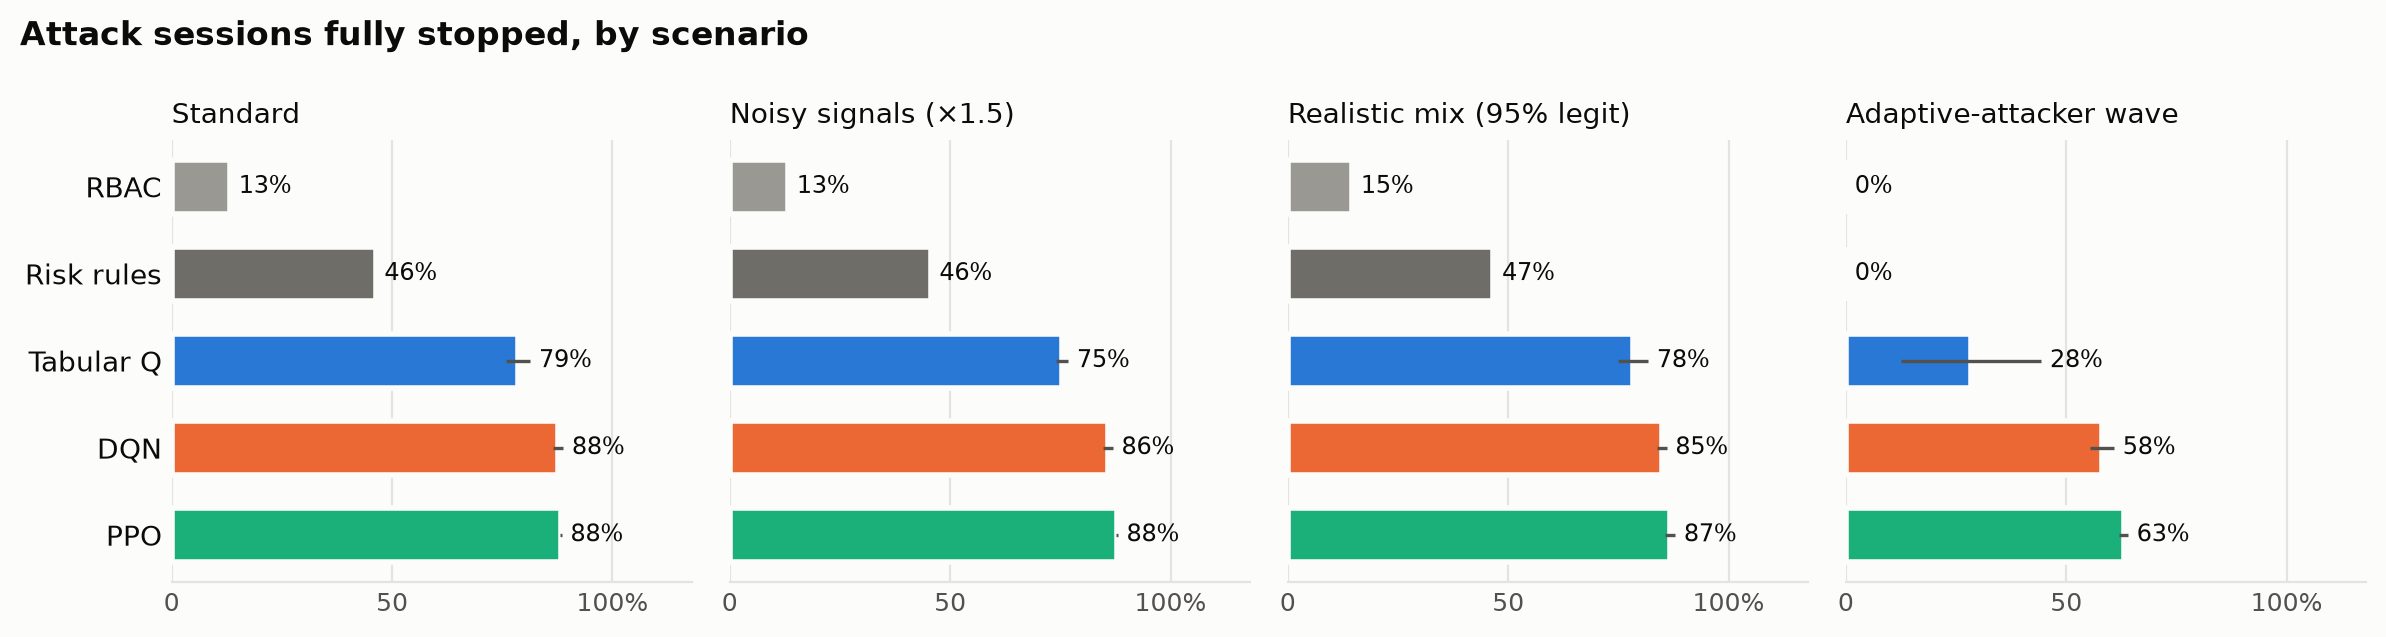 Attack sessions fully stopped, by scenario
Standard
Noisy signals (×1.5)
Realistic mix (95% legit)
Adaptive-attacker wave
RBAC
13%
13%
15%
0%
Risk rules
46%
46%
47%
0%
Tabular Q
79%
75%
78%
28%
DQN
88%
86%
85%
58%
PPO
88%
88%
87%
63%
0 50 100%
0 50 100%
0 50 100%
0 50 100%